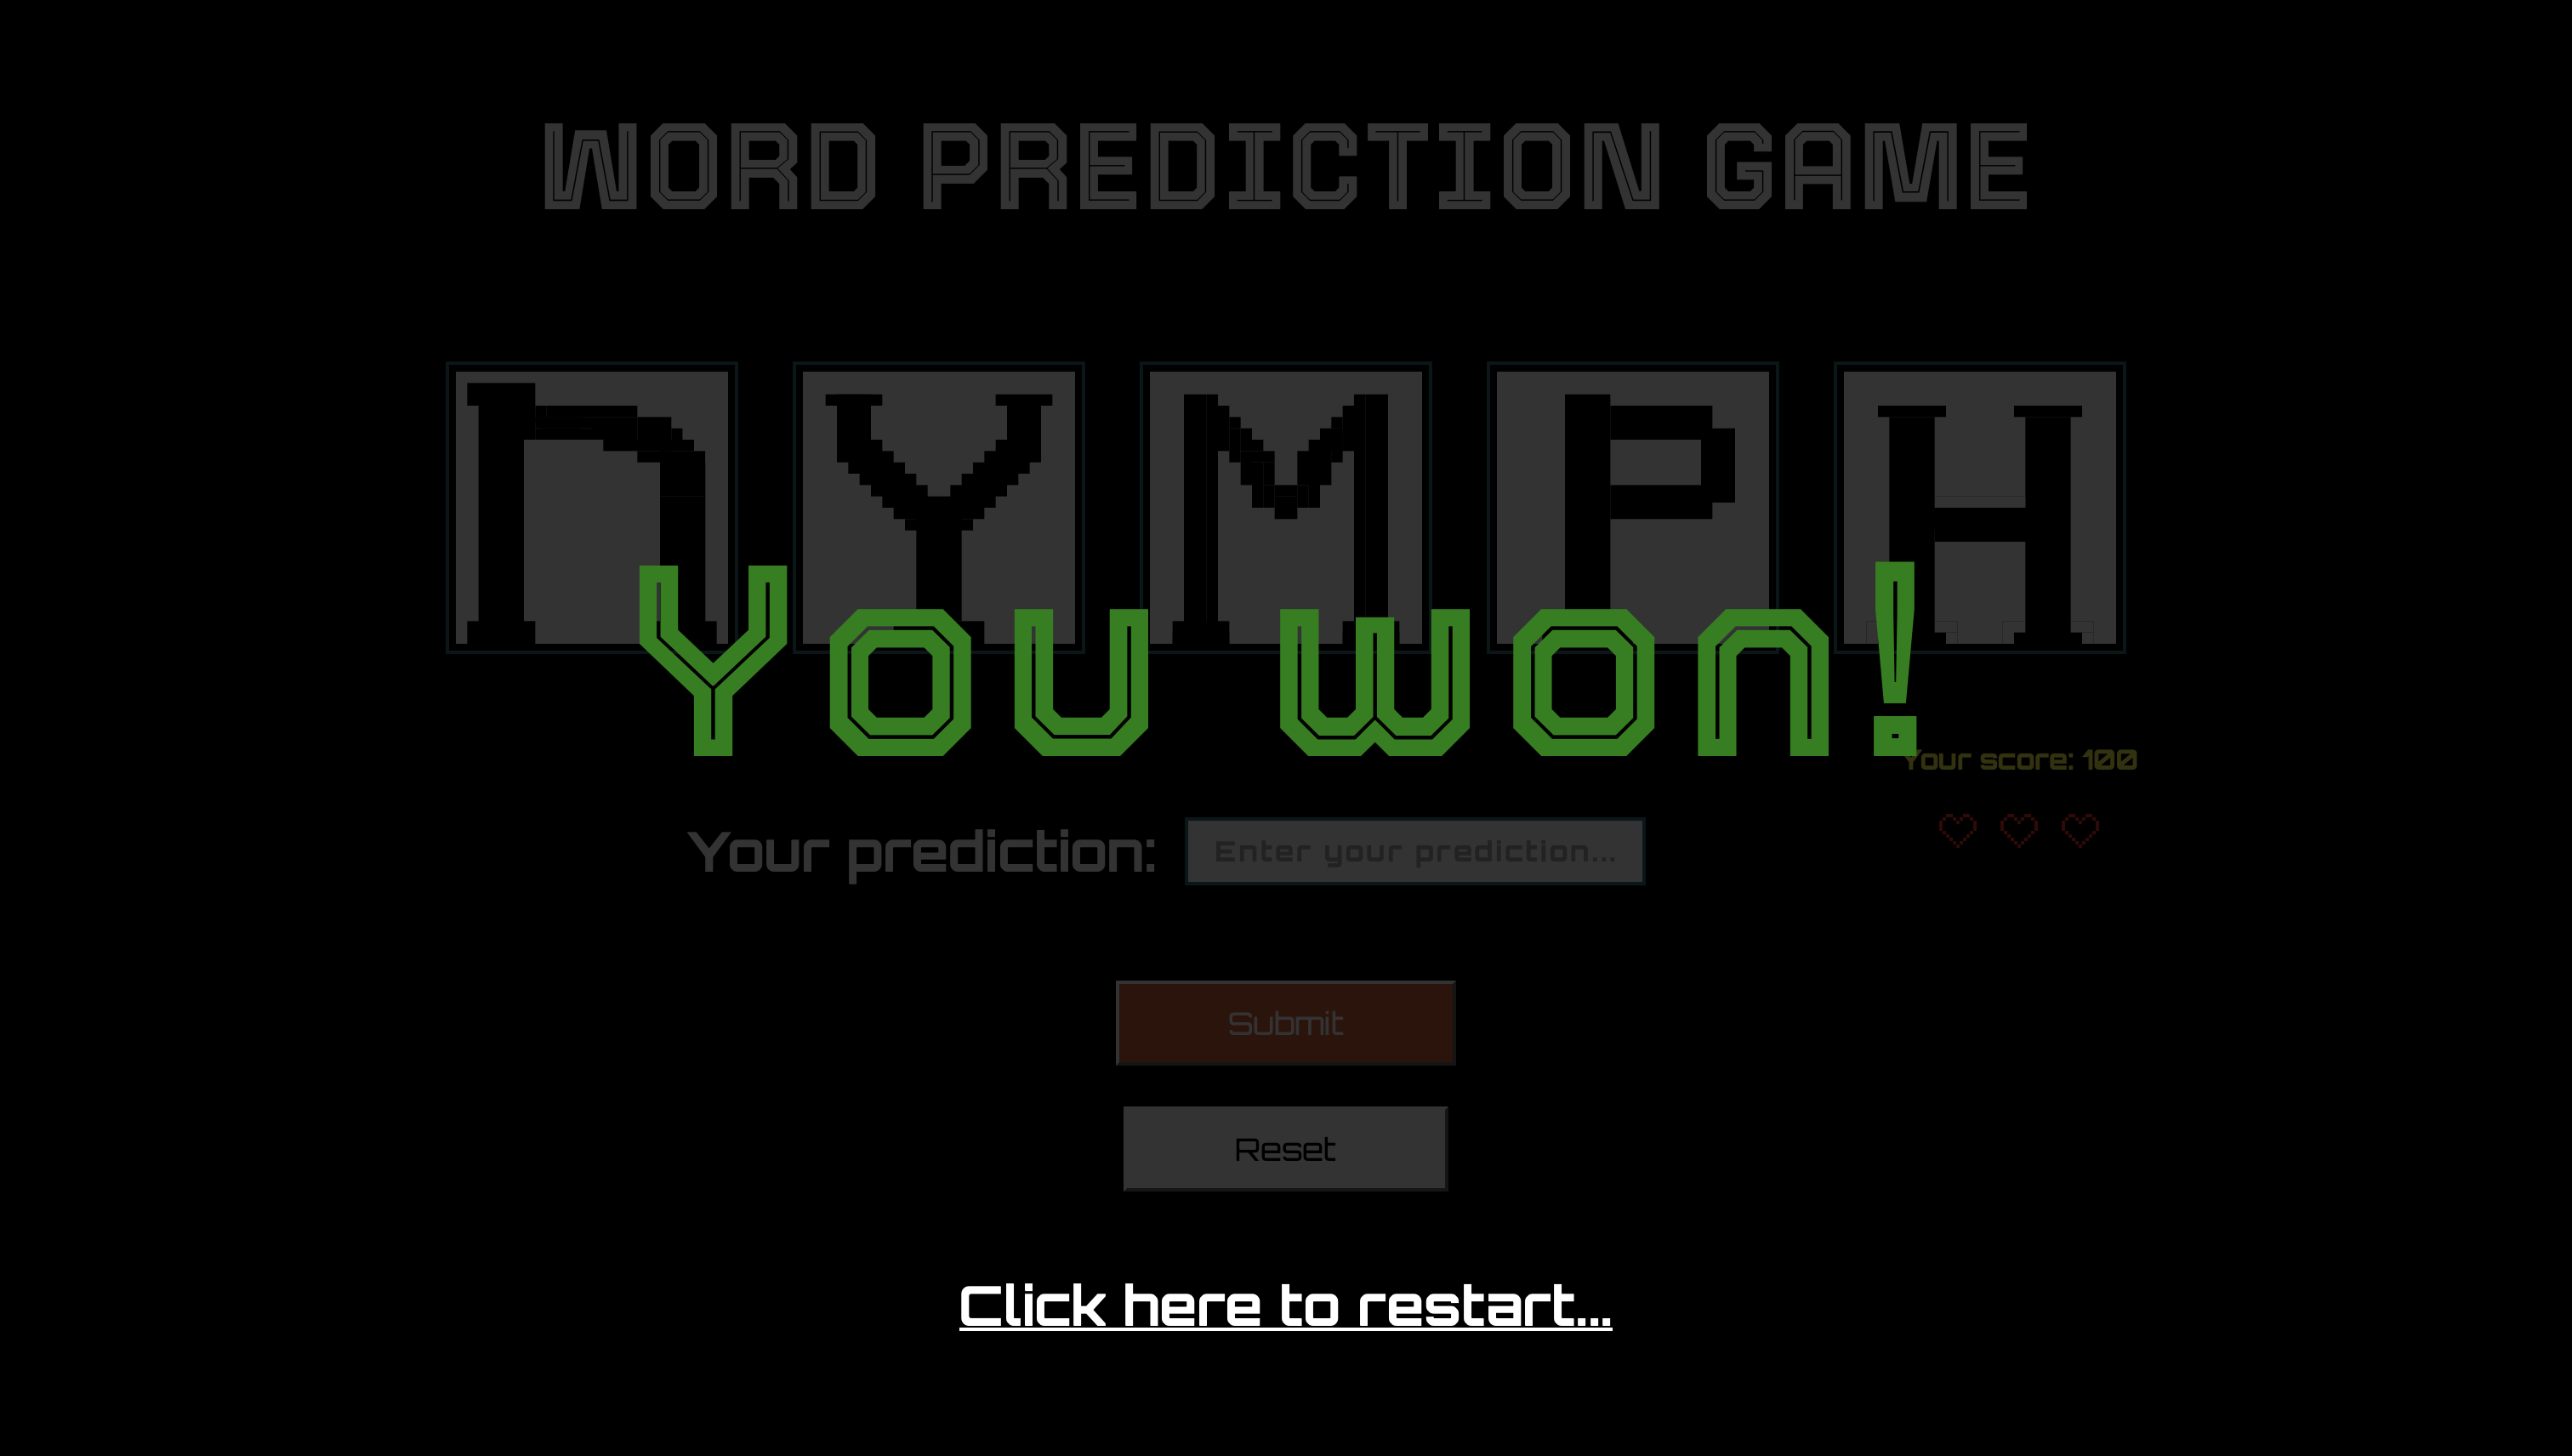 WORD PREDICTION GAME
nYMPH
You won!
Your score: 100
Your prediction: Enter your prediction...
Submit
Reset
Click here to restart...